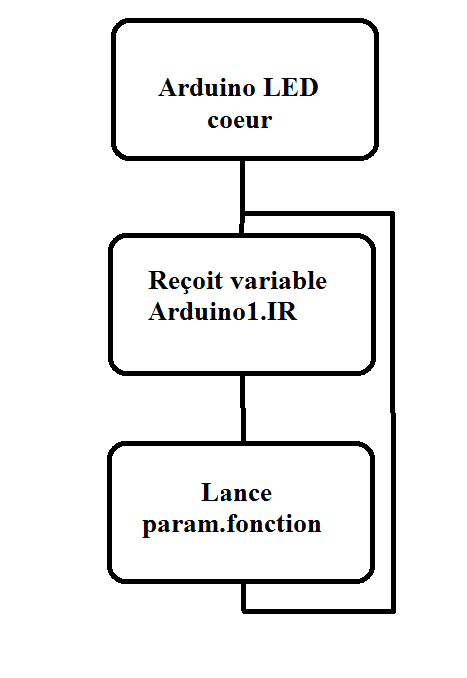 Arduino LED
coeur
Reçoit variable
Arduino1.IR
Lance
param.fonction